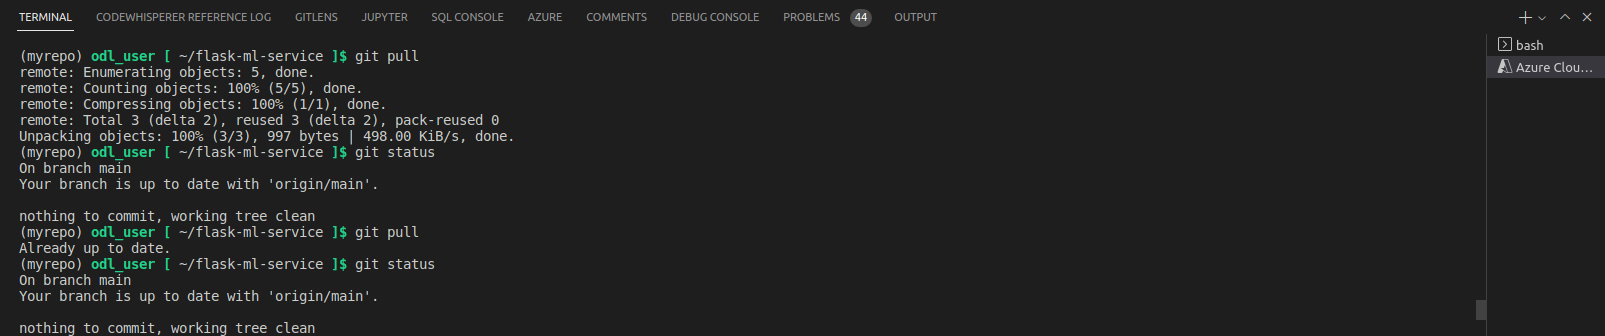 TERMINAL CODEWHISPERER REFERENCE LOG GITLENS JUPYTER SQL CONSOLE AZURE COMMENTS DEBUG CONSOLE PROBLEMS 44 OUTPUT
bash
Azure Clou...
(myrepo) odl_user [ ~/flask-ml-service ]$ git pull
remote: Enumerating objects: 5, done.
remote: Counting objects: 100% (5/5), done.
remote: Compressing objects: 100% (1/1), done.
remote: Total 3 (delta 2), reused 3 (delta 2), pack-reused 0
Unpacking objects: 100% (3/3), 997 bytes | 498.00 KiB/s, done.
(myrepo) odl_user [ ~/flask-ml-service ]$ git status
On branch main
Your branch is up to date with 'origin/main'.

nothing to commit, working tree clean
(myrepo) odl_user [ ~/flask-ml-service ]$ git pull
Already up to date.
(myrepo) odl_user [ ~/flask-ml-service ]$ git status
On branch main
Your branch is up to date with 'origin/main'.

nothing to commit, working tree clean